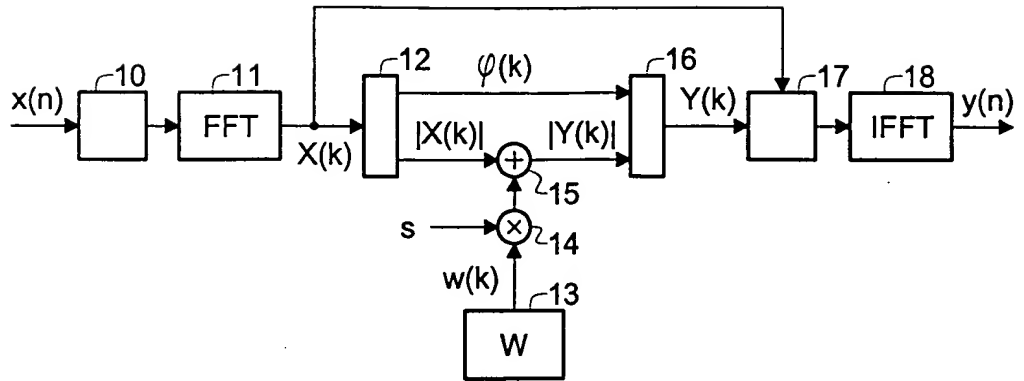 10
11
12
φ(k)
16
17
18
x(n)
FFT
X(k)
|X(k)|
+
|Y(k)|
15
Y(k)
IFFT
y(n)
s
×
14
w(k)
13
W